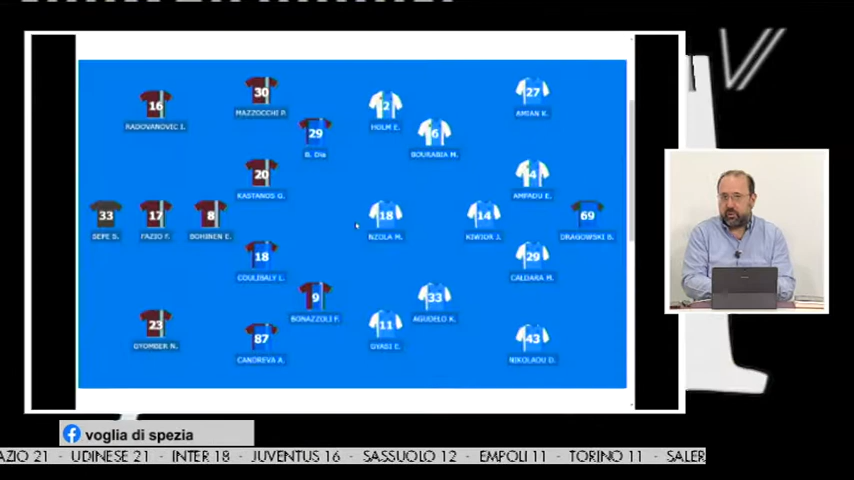 16
RADOVANOVIC I.
30
MAZZOCCHI P.
29
B. Dia
20
KASTANOS G.
33
SEPE L.
17
FAZIO F.
8
BOHINEN E.
18
COULIBALY L.
9
BONAZZOLI F.
23
GYOMBER N.
87
CANDREVA A.
2
HOLM E.
6
BOURABIA M.
27
AMIAN K.
4
AMPADU E.
18
NZOLA M.
14
KIWIOR J.
69
DRAGOWSKI B.
29
CALDARA M.
33
AGUDELO K.
11
GYASI E.
43
NIKOLAOU D.
voglia di spezia
AZIO 21 - UDINESE 21 - INTER 18 - JUVENTUS 16 - SASSUOLO 12 - EMPOLI 11 - TORINO 11 - SALER